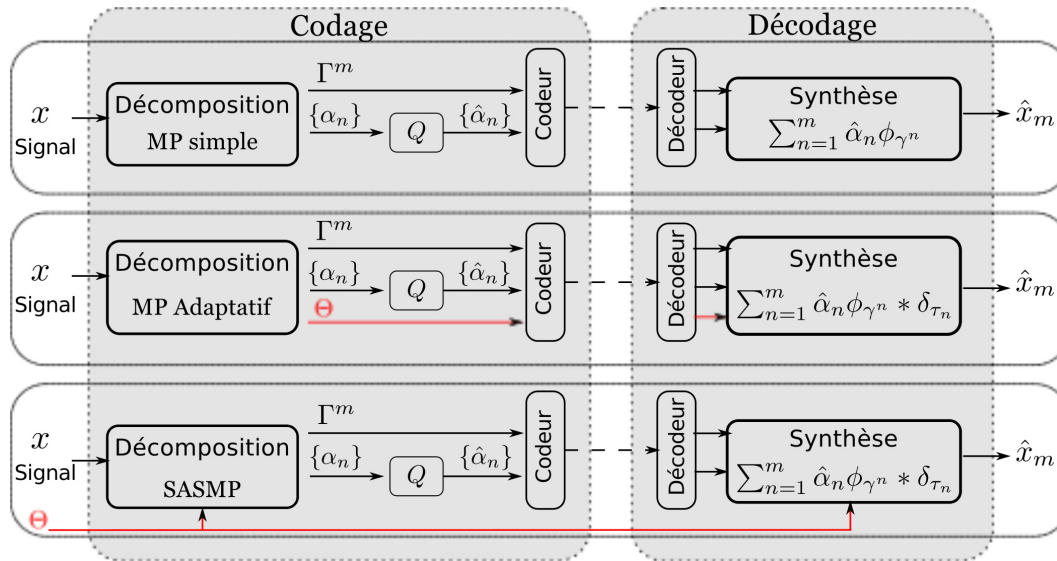 Codage
Décodage
x
Signal
Décomposition
MP simple
Γ^m
{α_n}
Q
{α̂_n}
Codeur
Décodeur
Synthèse
∑_{n=1}^{m} α̂_n ϕ_{γ^n}
x̂_m
x
Signal
Décomposition
MP Adaptatif
Γ^m
{α_n}
Q
{α̂_n}
Θ
Codeur
Décodeur
Synthèse
∑_{n=1}^{m} α̂_n ϕ_{γ^n} * δ_{τ_n}
x̂_m
x
Signal
Décomposition
SASMP
Γ^m
{α_n}
Q
{α̂_n}
Codeur
Décodeur
Synthèse
∑_{n=1}^{m} α̂_n ϕ_{γ^n} * δ_{τ_n}
x̂_m
Θ